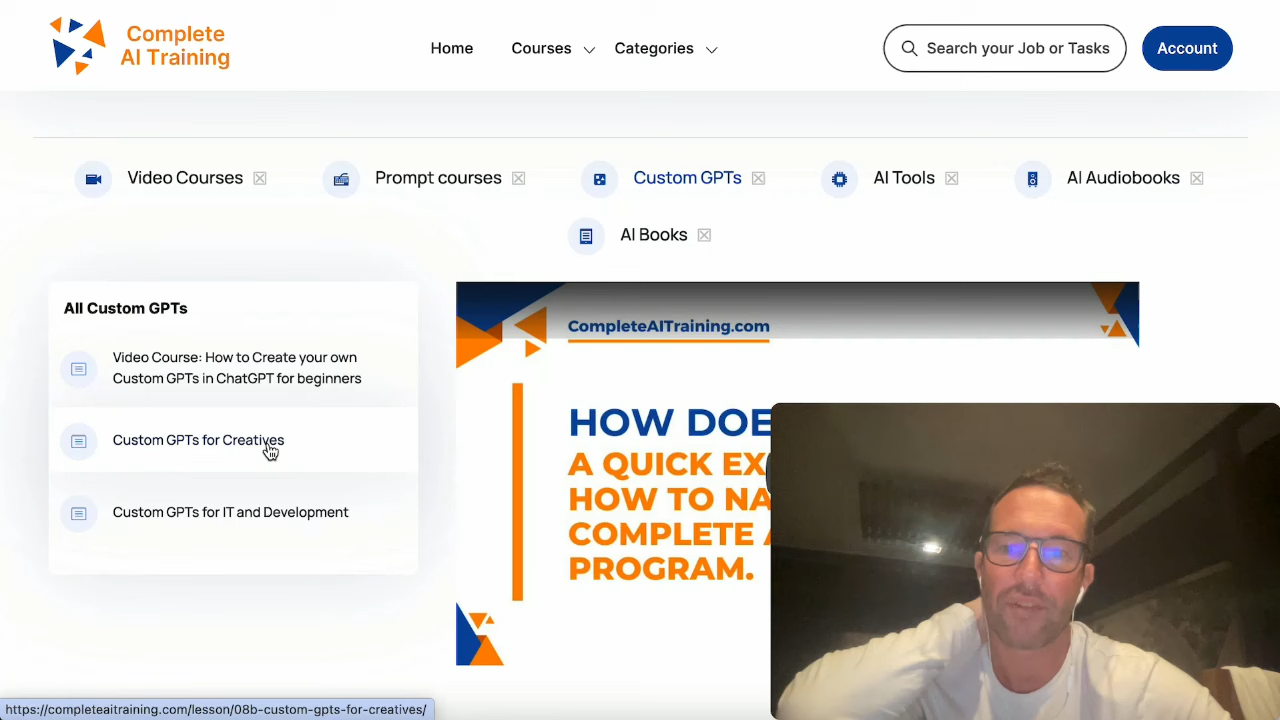 Complete
AI Training
Home
Courses
Categories
Search your Job or Tasks
Account
Video Courses
Prompt courses
Custom GPTs
AI Tools
AI Audiobooks
AI Books
All Custom GPTs
Video Course: How to Create your own
Custom GPTs in ChatGPT for beginners
Custom GPTs for Creatives
Custom GPTs for IT and Development
CompleteAITraining.com
HOW DOE
A QUICK EX
HOW TO NA
COMPLETE
PROGRAM.
https://completeaitraining.com/lesson/08b-custom-gpts-for-creatives/